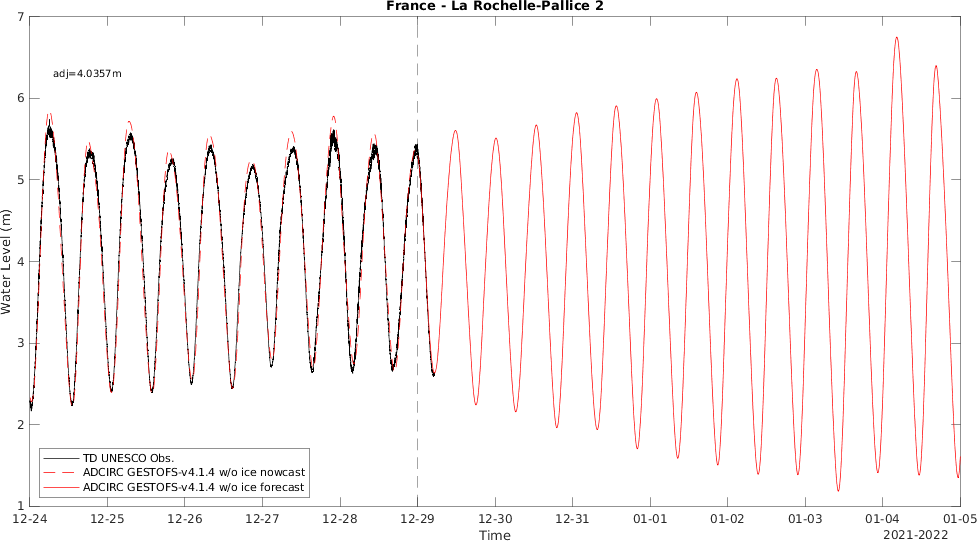 France - La Rochelle-Pallice 2
7
6
5
4
3
2
1
Water Level (m)
adj=4.0357m
TD UNESCO Obs.
ADCIRC GESTOFS-v4.1.4 w/o ice nowcast
ADCIRC GESTOFS-v4.1.4 w/o ice forecast
12-24 12-25 12-26 12-27 12-28 12-29 12-30 12-31 01-01 01-02 01-03 01-04 01-05
Time
2021-2022